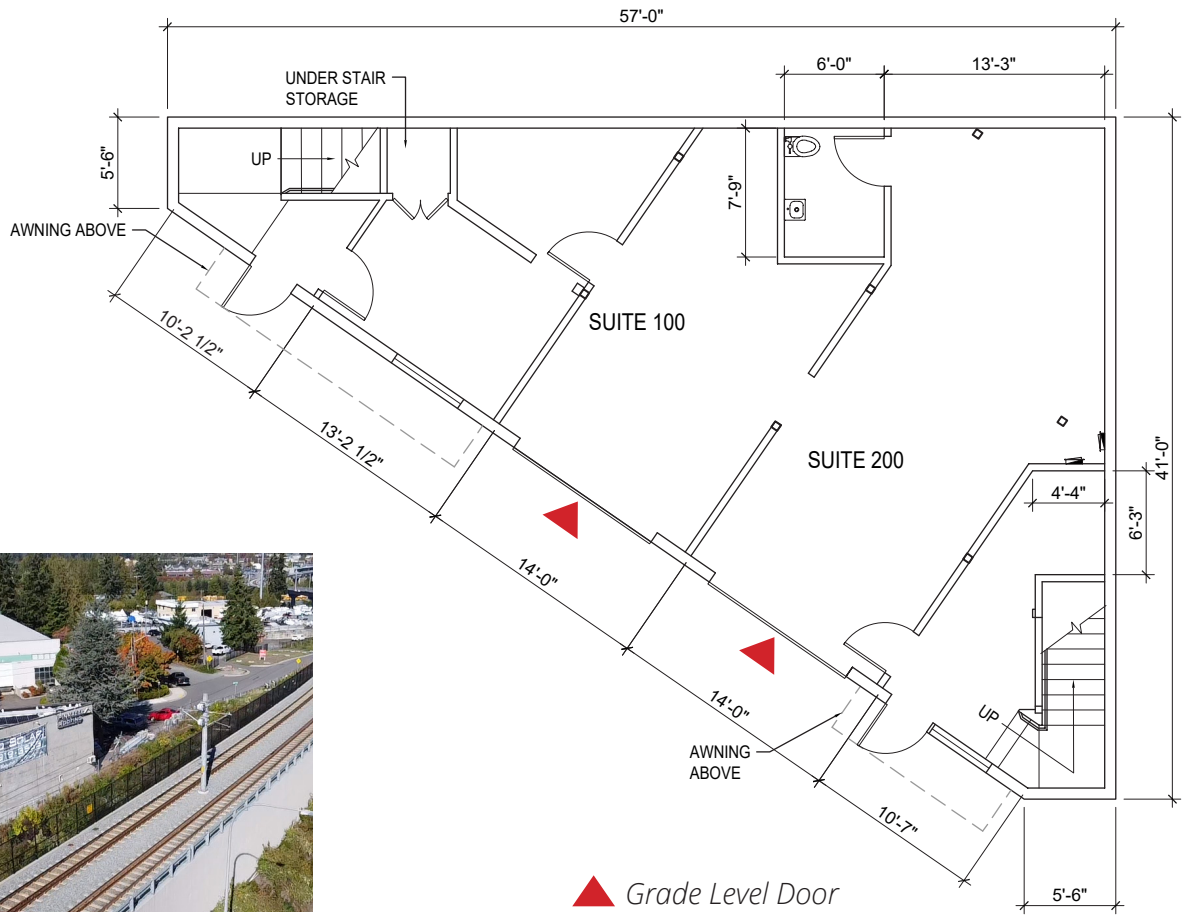 57'-0"
6'-0"
13'-3"
UNDER STAIR
STORAGE
5'-6"
UP
7'-9"
AWNING ABOVE
SUITE 100
10'-2 1/2"
13'-2 1/2"
SUITE 200
41'-0"
4'-4"
6'-3"
14'-0"
14'-0"
UP
AWNING
ABOVE
10'-7"
5'-6"
Grade Level Door